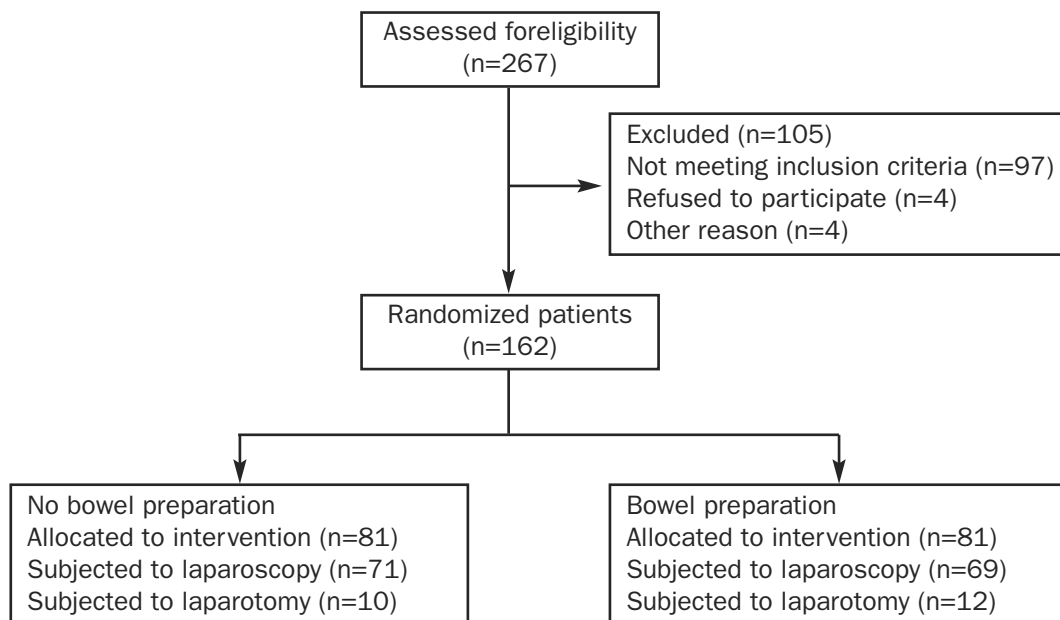 Assessed foreligibility
(n=267)
Excluded (n=105)
Not meeting inclusion criteria (n=97)
Refused to participate (n=4)
Other reason (n=4)
Randomized patients
(n=162)
No bowel preparation
Allocated to intervention (n=81)
Subjected to laparoscopy (n=71)
Subjected to laparotomy (n=10)
Bowel preparation
Allocated to intervention (n=81)
Subjected to laparoscopy (n=69)
Subjected to laparotomy (n=12)